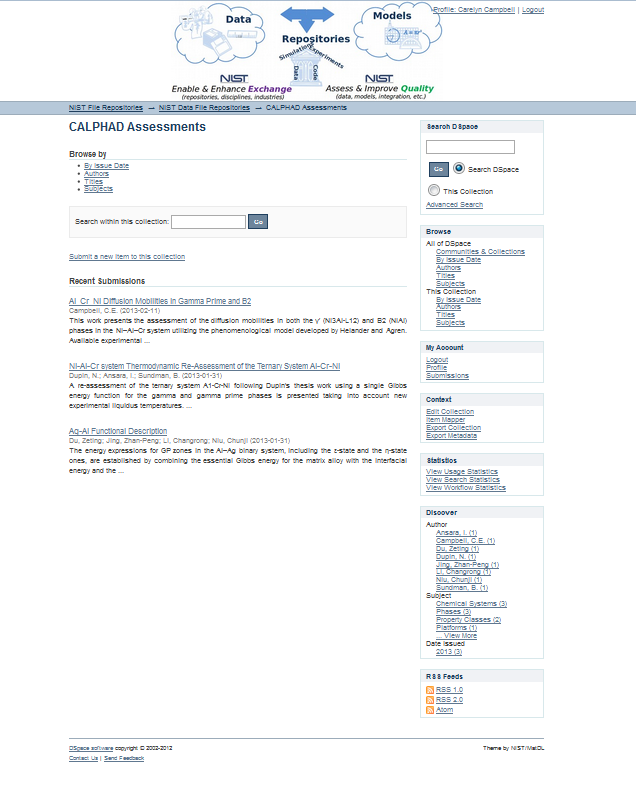 Profile: Carelyn Campbell | Logout
Data
Models
Repositories
Simulations
Experiments
Data
Code
NIST
NIST
Enable & Enhance Exchange
(repositories, disciplines, industries)
Assess & Improve Quality
(data, models, integration, etc.)
NIST File Repositories → NIST Data File Repositories → CALPHAD Assessments
CALPHAD Assessments
Browse by
By Issue Date
Authors
Titles
Subjects
Search within this collection:
Go
Submit a new item to this collection
Recent Submissions
Al_Cr_Ni Diffusion Mobilities in Gamma Prime and B2
Campbell, C.E. (2013-02-11)
This work presents the assessment of the diffusion mobilities in both the γ' (Ni3Al-L12) and B2 (NiAl)
phases in the Ni–Al–Cr system utilizing the phenomenological model developed by Helander and Agren.
Available experimental ...
Ni-Al-Cr system Thermodynamic Re-Assessment of the Ternary System Al-Cr-Ni
Dupin, N.; Ansara, I.; Sundman, B. (2013-01-31)
A re-assessment of the ternary system A1-Cr-Ni following Dupin's thesis work using a single Gibbs
energy function for the gamma and gamma prime phases is presented taking into account new
experimental liquidus temperatures. ...
Ag-Al Functional Description
Du, Zeting; Jing, Zhan-Peng; Li, Changrong; Niu, Chunji (2013-01-31)
The energy expressions for GP zones in the Al–Ag binary system, including the ε-state and the η-state
ones, are established by combining the essential Gibbs energy for the matrix alloy with the interfacial
energy and the ...
Search DSpace
Go
Search DSpace
This Collection
Advanced Search
Browse
All of DSpace
Communities & Collections
By Issue Date
Authors
Titles
Subjects
This Collection
By Issue Date
Authors
Titles
Subjects
My Account
Logout
Profile
Submissions
Context
Edit Collection
Item Mapper
Export Collection
Export Metadata
Statistics
View Usage Statistics
View Search Statistics
View Workflow Statistics
Discover
Author
Ansara, I. (1)
Campbell, C.E. (1)
Du, Zeting (1)
Dupin, N. (1)
Jing, Zhan-Peng (1)
Li, Changrong (1)
Niu, Chunji (1)
Sundman, B. (1)
Subject
Chemical Systems (3)
Phases (3)
Property Classes (2)
Platforms (1)
... View More
Date Issued
2013 (3)
RSS Feeds
RSS 1.0
RSS 2.0
Atom
DSpace software copyright © 2002-2012
Theme by NIST/MatDL
Contact Us | Send Feedback